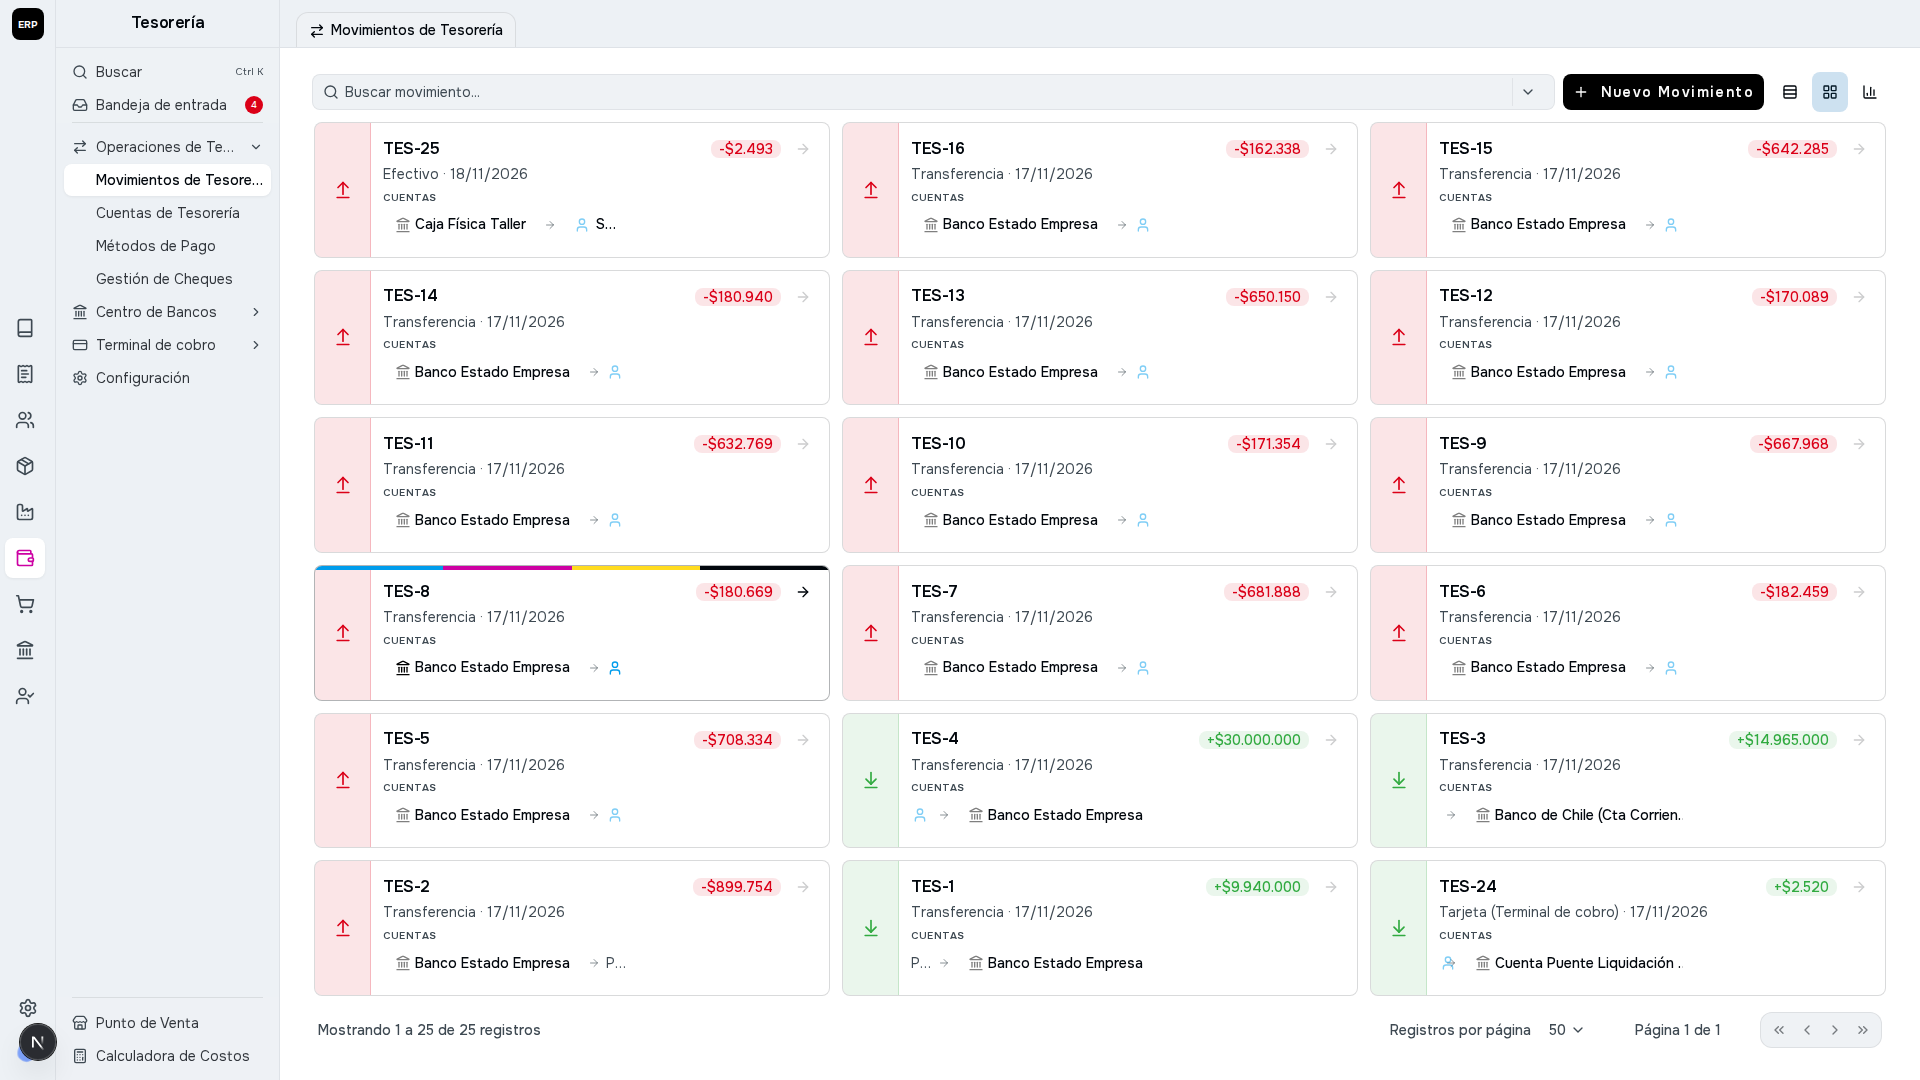 ERP
Tesorería
Movimientos de Tesorería
Buscar
Ctrl K
Bandeja de entrada
4
Operaciones de Te...
Movimientos de Tesore...
Cuentas de Tesorería
Métodos de Pago
Gestión de Cheques
Centro de Bancos
Terminal de cobro
Configuración
Punto de Venta
Calculadora de Costos
N
Buscar movimiento...
Nuevo Movimiento
TES-25
-$2.493
Efectivo · 18/11/2026
CUENTAS
Caja Física Taller
S...
TES-16
-$162.338
Transferencia · 17/11/2026
CUENTAS
Banco Estado Empresa
TES-15
-$642.285
Transferencia · 17/11/2026
CUENTAS
Banco Estado Empresa
TES-14
-$180.940
Transferencia · 17/11/2026
CUENTAS
Banco Estado Empresa
TES-13
-$650.150
Transferencia · 17/11/2026
CUENTAS
Banco Estado Empresa
TES-12
-$170.089
Transferencia · 17/11/2026
CUENTAS
Banco Estado Empresa
TES-11
-$632.769
Transferencia · 17/11/2026
CUENTAS
Banco Estado Empresa
TES-10
-$171.354
Transferencia · 17/11/2026
CUENTAS
Banco Estado Empresa
TES-9
-$667.968
Transferencia · 17/11/2026
CUENTAS
Banco Estado Empresa
TES-8
-$180.669
Transferencia · 17/11/2026
CUENTAS
Banco Estado Empresa
TES-7
-$681.888
Transferencia · 17/11/2026
CUENTAS
Banco Estado Empresa
TES-6
-$182.459
Transferencia · 17/11/2026
CUENTAS
Banco Estado Empresa
TES-5
-$708.334
Transferencia · 17/11/2026
CUENTAS
Banco Estado Empresa
TES-4
+$30.000.000
Transferencia · 17/11/2026
CUENTAS
Banco Estado Empresa
TES-3
+$14.965.000
Transferencia · 17/11/2026
CUENTAS
Banco de Chile (Cta Corrien..
TES-2
-$899.754
Transferencia · 17/11/2026
CUENTAS
Banco Estado Empresa
P...
TES-1
+$9.940.000
Transferencia · 17/11/2026
CUENTAS
P...
Banco Estado Empresa
TES-24
+$2.520
Tarjeta (Terminal de cobro) · 17/11/2026
CUENTAS
Cuenta Puente Liquidación ..
Mostrando 1 a 25 de 25 registros
Registros por página
50
Página 1 de 1